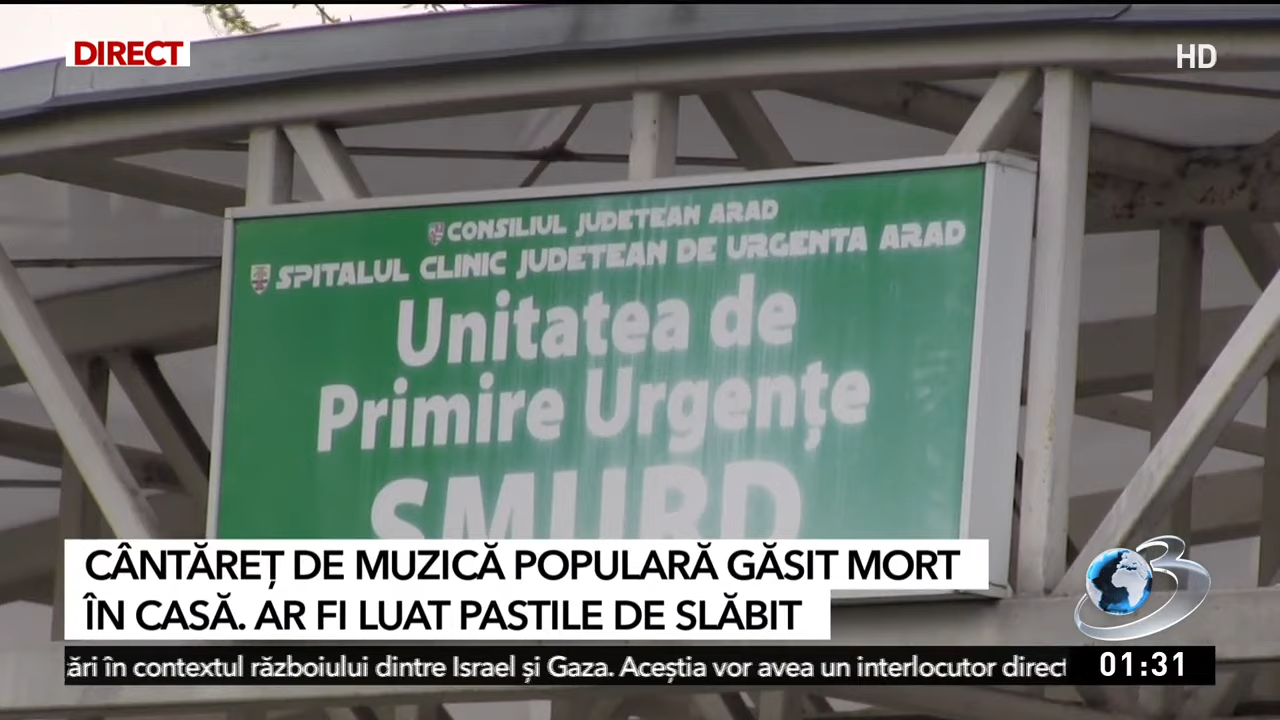 DIRECT
HD
CONSILIUL JUDETEAN ARAD
SPITALUL CLINIC JUDETEAN DE URGENTA ARAD
Unitatea de
Primire Urgențe
SMURD
CÂNTĂREȚ DE MUZICĂ POPULARĂ GĂSIT MORT
ÎN CASĂ. AR FI LUAT PASTILE DE SLĂBIT
3
ări în contextul războiului dintre Israel și Gaza. Aceștia vor avea un interlocutor direct
01:31